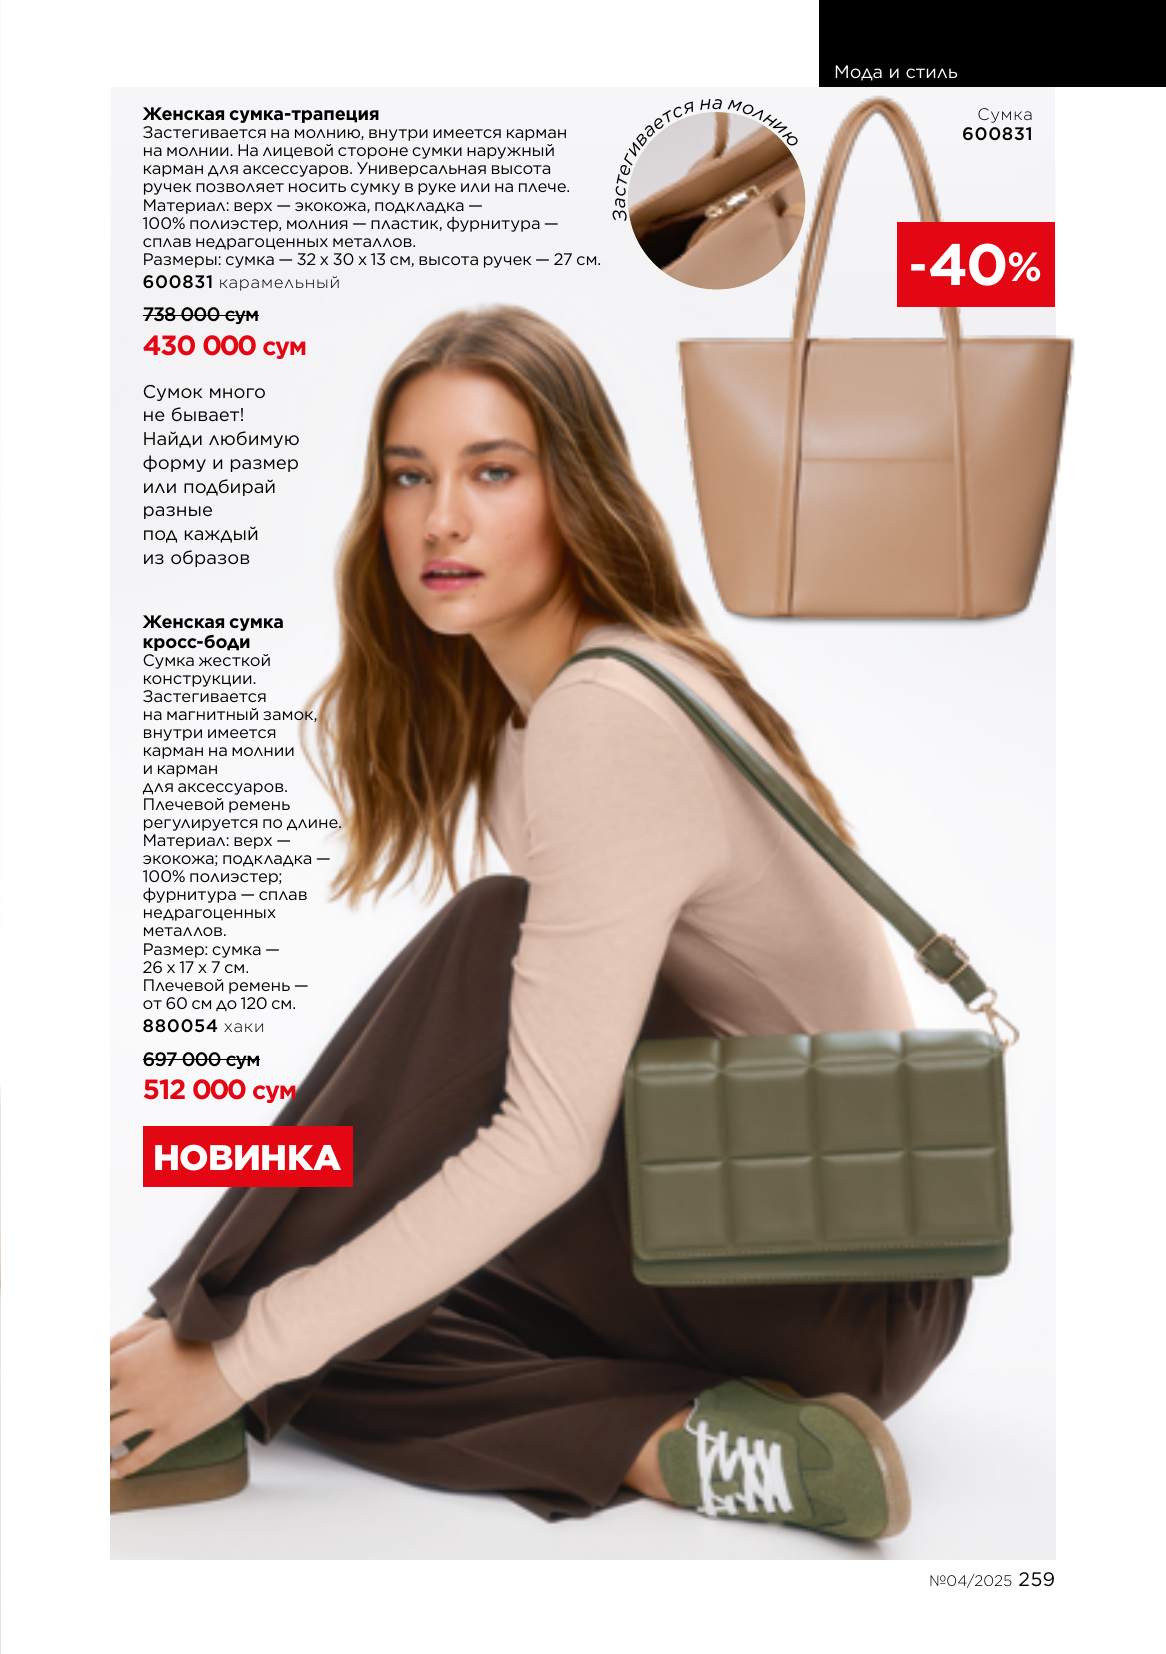 Мода и стиль
Женская сумка-трапеция
Застегивается на молнию, внутри имеется карман
на молнии. На лицевой стороне сумки наружный
карман для аксессуаров. Универсальная высота
ручек позволяет носить сумку в руке или на плече.
Материал: верх — экокожа, подкладка —
100% полиэстер, молния — пластик, фурнитура —
сплав недрагоценных металлов.
Размеры: сумка — 32 х 30 х 13 см, высота ручек — 27 см.
600831 карамельный
738 000 сум
430 000 сум
Застегивается на молнию
Сумка
600831
-40%
Сумок много
не бывает!
Найди любимую
форму и размер
или подбирай
разные
под каждый
из образов
Женская сумка
кросс-боди
Сумка жесткой
конструкции.
Застегивается
на магнитный замок,
внутри имеется
карман на молнии
и карман
для аксессуаров.
Плечевой ремень
регулируется по длине.
Материал: верх —
экокожа; подкладка —
100% полиэстер;
фурнитура — сплав
недрагоценных
металлов.
Размер: сумка —
26 х 17 х 7 см.
Плечевой ремень —
от 60 см до 120 см.
880054 хаки
697 000 сум
512 000 сум
НОВИНКА
№04/2025 259